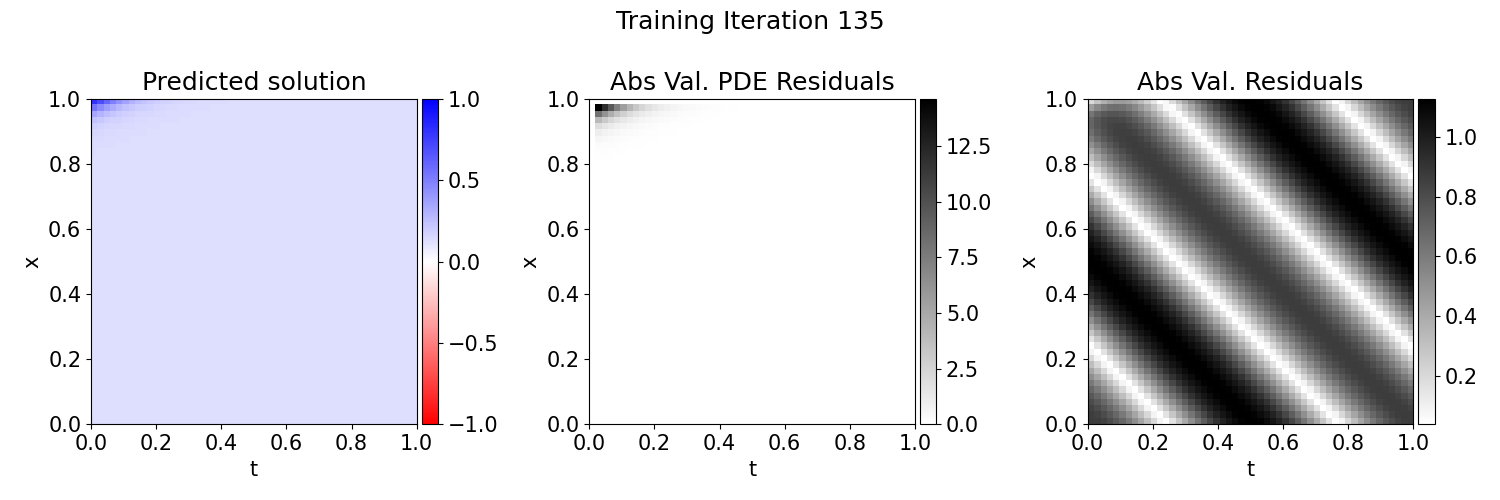 Training Iteration 135
Predicted solution
1.0
0.8
0.6
0.4
0.2
0.0
x
0.0 0.2 0.4 0.6 0.8 1.0
t
1.0
0.5
0.0
−0.5
−1.0
Abs Val. PDE Residuals
1.0
0.8
0.6
0.4
0.2
0.0
x
0.0 0.2 0.4 0.6 0.8 1.0
t
12.5
10.0
7.5
5.0
2.5
0.0
Abs Val. Residuals
1.0
0.8
0.6
0.4
0.2
0.0
x
0.0 0.2 0.4 0.6 0.8 1.0
t
1.0
0.8
0.6
0.4
0.2